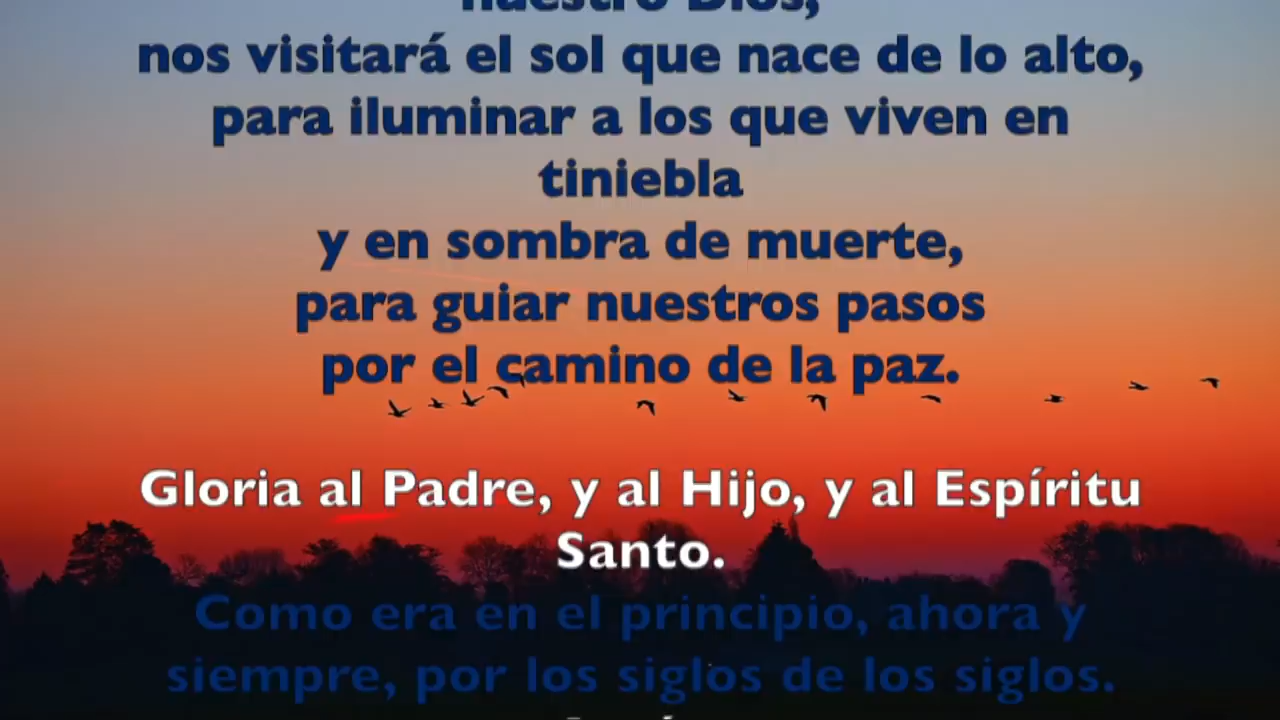 nuestro Dios,
nos visitará el sol que nace de lo alto,
para iluminar a los que viven en
tiniebla
y en sombra de muerte,
para guiar nuestros pasos
por el camino de la paz.
Gloria al Padre, y al Hijo, y al Espíritu
Santo.
Como era en el principio, ahora y
siempre, por los siglos de los siglos.